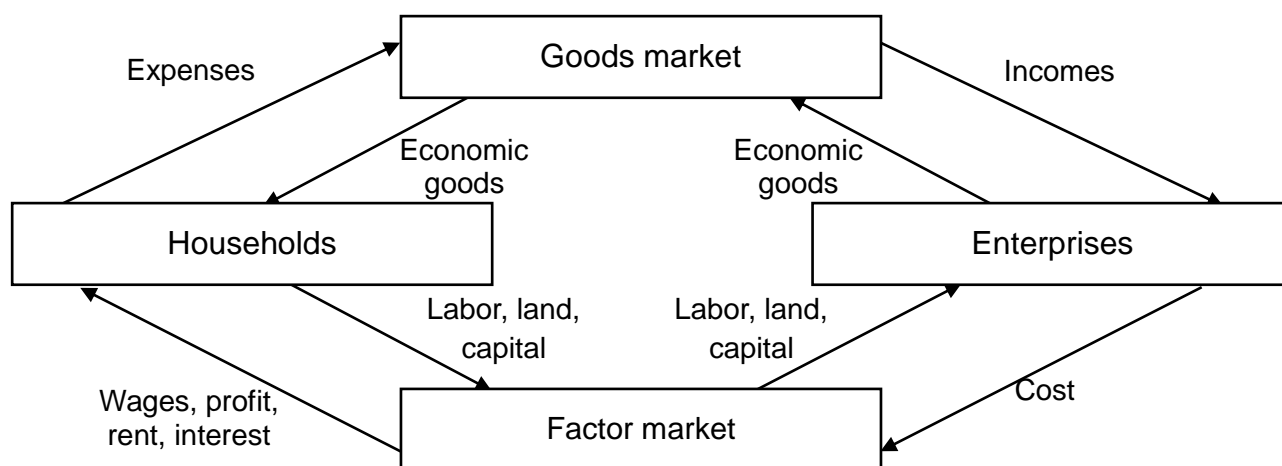 Goods market
Expenses
Incomes
Economic
goods
Economic
goods
Households
Enterprises
Labor, land,
capital
Labor, land,
capital
Wages, profit,
rent, interest
Cost
Factor market